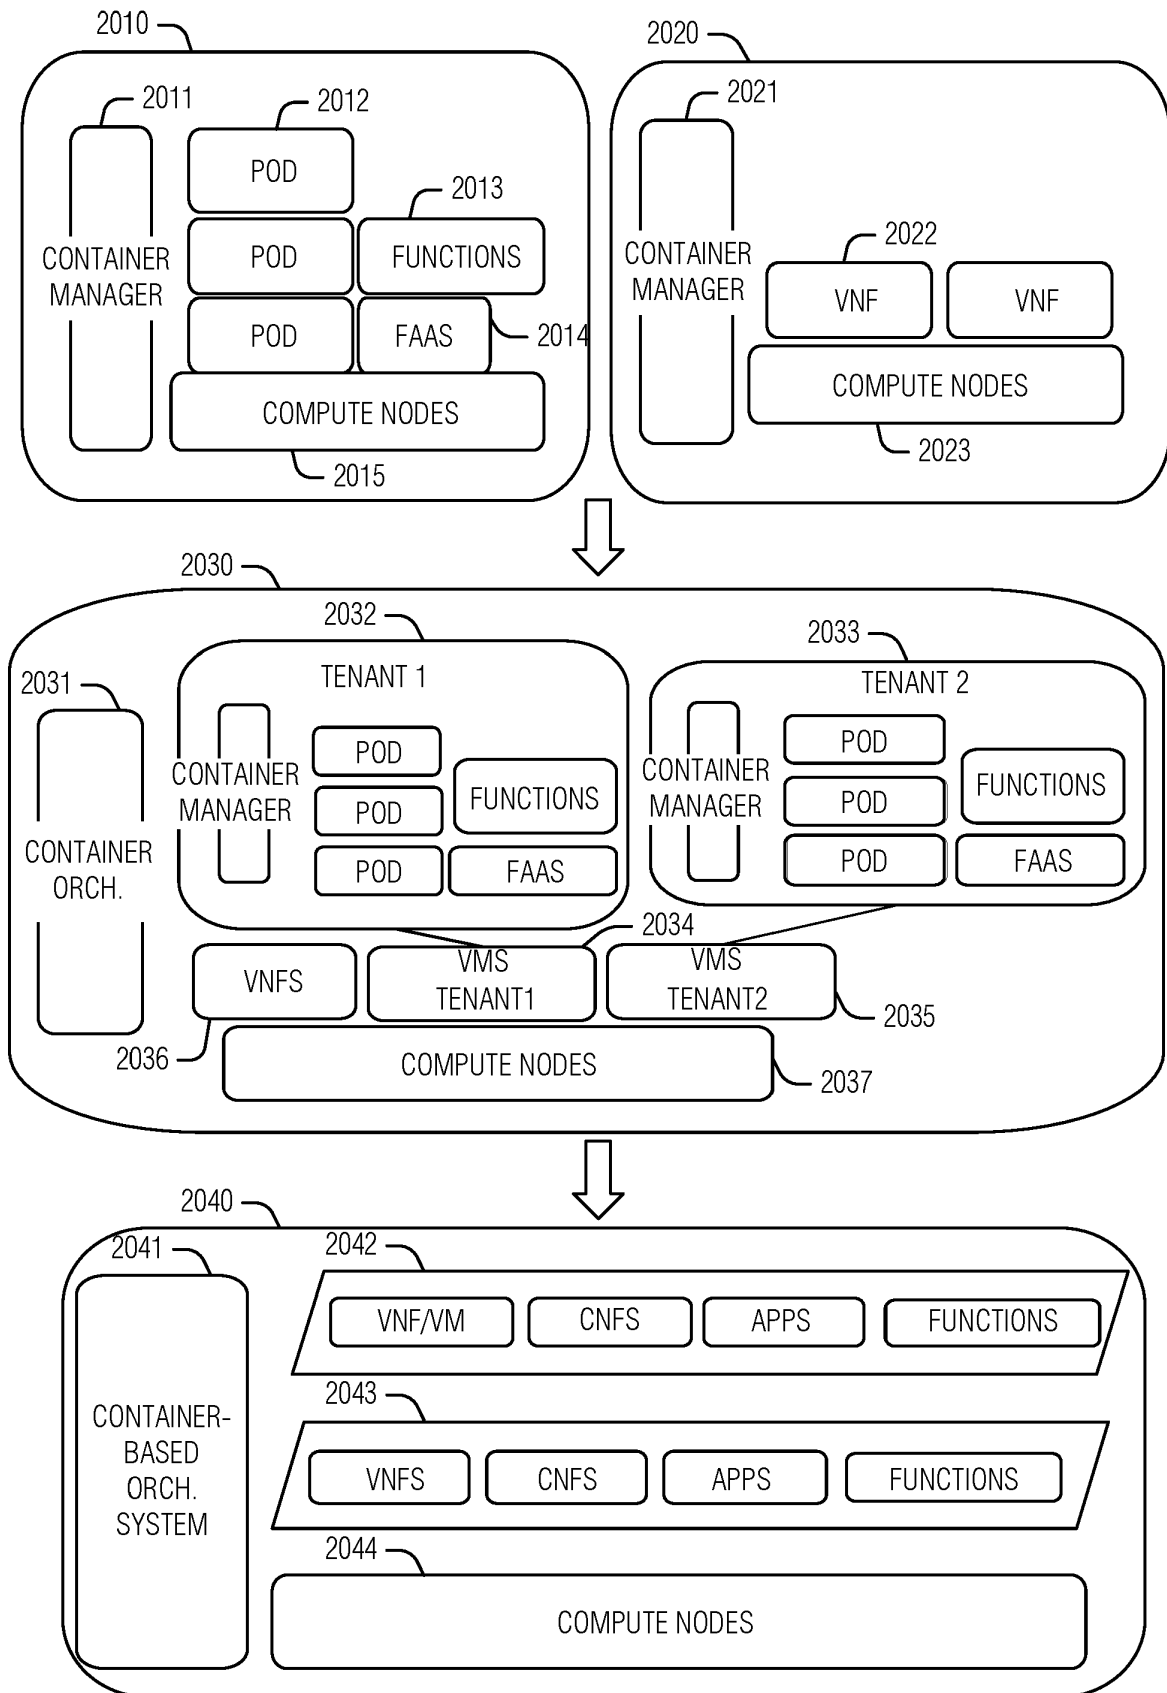 2010
2011
2012
POD
2013
POD
FUNCTIONS
CONTAINER
MANAGER
POD
FAAS
2014
COMPUTE NODES
2015
2020
2021
2022
CONTAINER
MANAGER
VNF
VNF
COMPUTE NODES
2023
2030
2031
CONTAINER
ORCH.
2032
TENANT 1
CONTAINER
MANAGER
POD
POD
FUNCTIONS
POD
FAAS
2033
TENANT 2
CONTAINER
MANAGER
POD
POD
FUNCTIONS
POD
FAAS
2034
VNFS
VMS
TENANT1
VMS
TENANT2
2035
2036
COMPUTE NODES
2037
2040
2041
CONTAINER-
BASED
ORCH.
SYSTEM
2042
VNF/VM
CNFS
APPS
FUNCTIONS
2043
VNFS
CNFS
APPS
FUNCTIONS
2044
COMPUTE NODES